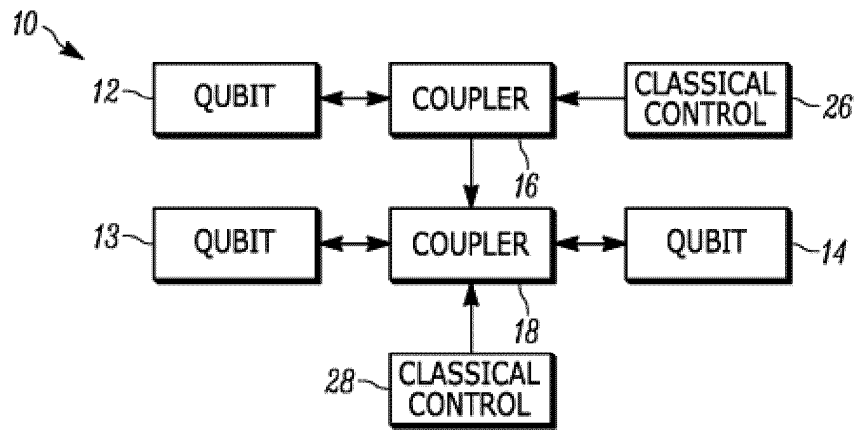 10
12
QUBIT
COUPLER
CLASSICAL
CONTROL
26
16
13
QUBIT
COUPLER
QUBIT
14
18
28
CLASSICAL
CONTROL